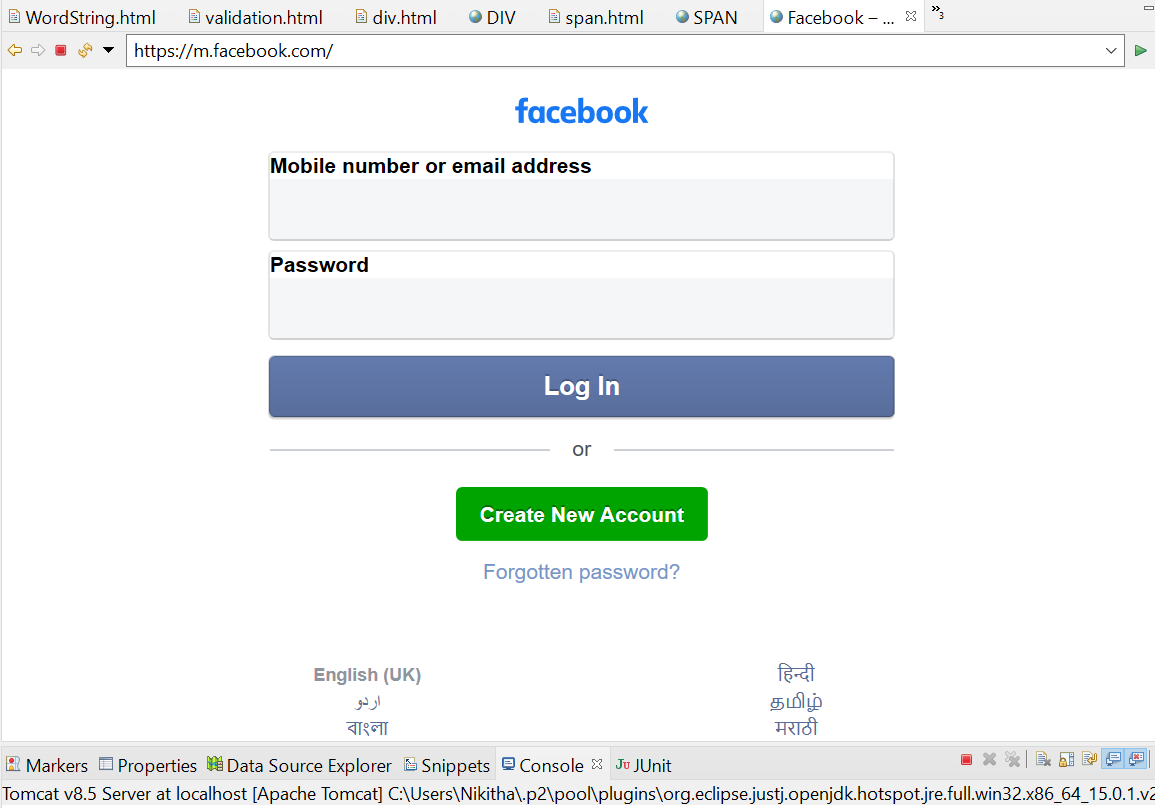 WordString.html validation.html div.html DIV span.html SPAN Facebook – ... »3
https://m.facebook.com/
facebook
Mobile number or email address
Password
Log In
or
Create New Account
Forgotten password?
English (UK) हिन्दी
اردو தமிழ்
বাংলা मराठी
Markers Properties Data Source Explorer Snippets Console JUnit
Tomcat v8.5 Server at localhost [Apache Tomcat] C:\Users\Nikitha\.p2\pool\plugins\org.eclipse.justj.openjdk.hotspot.jre.full.win32.x86_64_15.0.1.v2